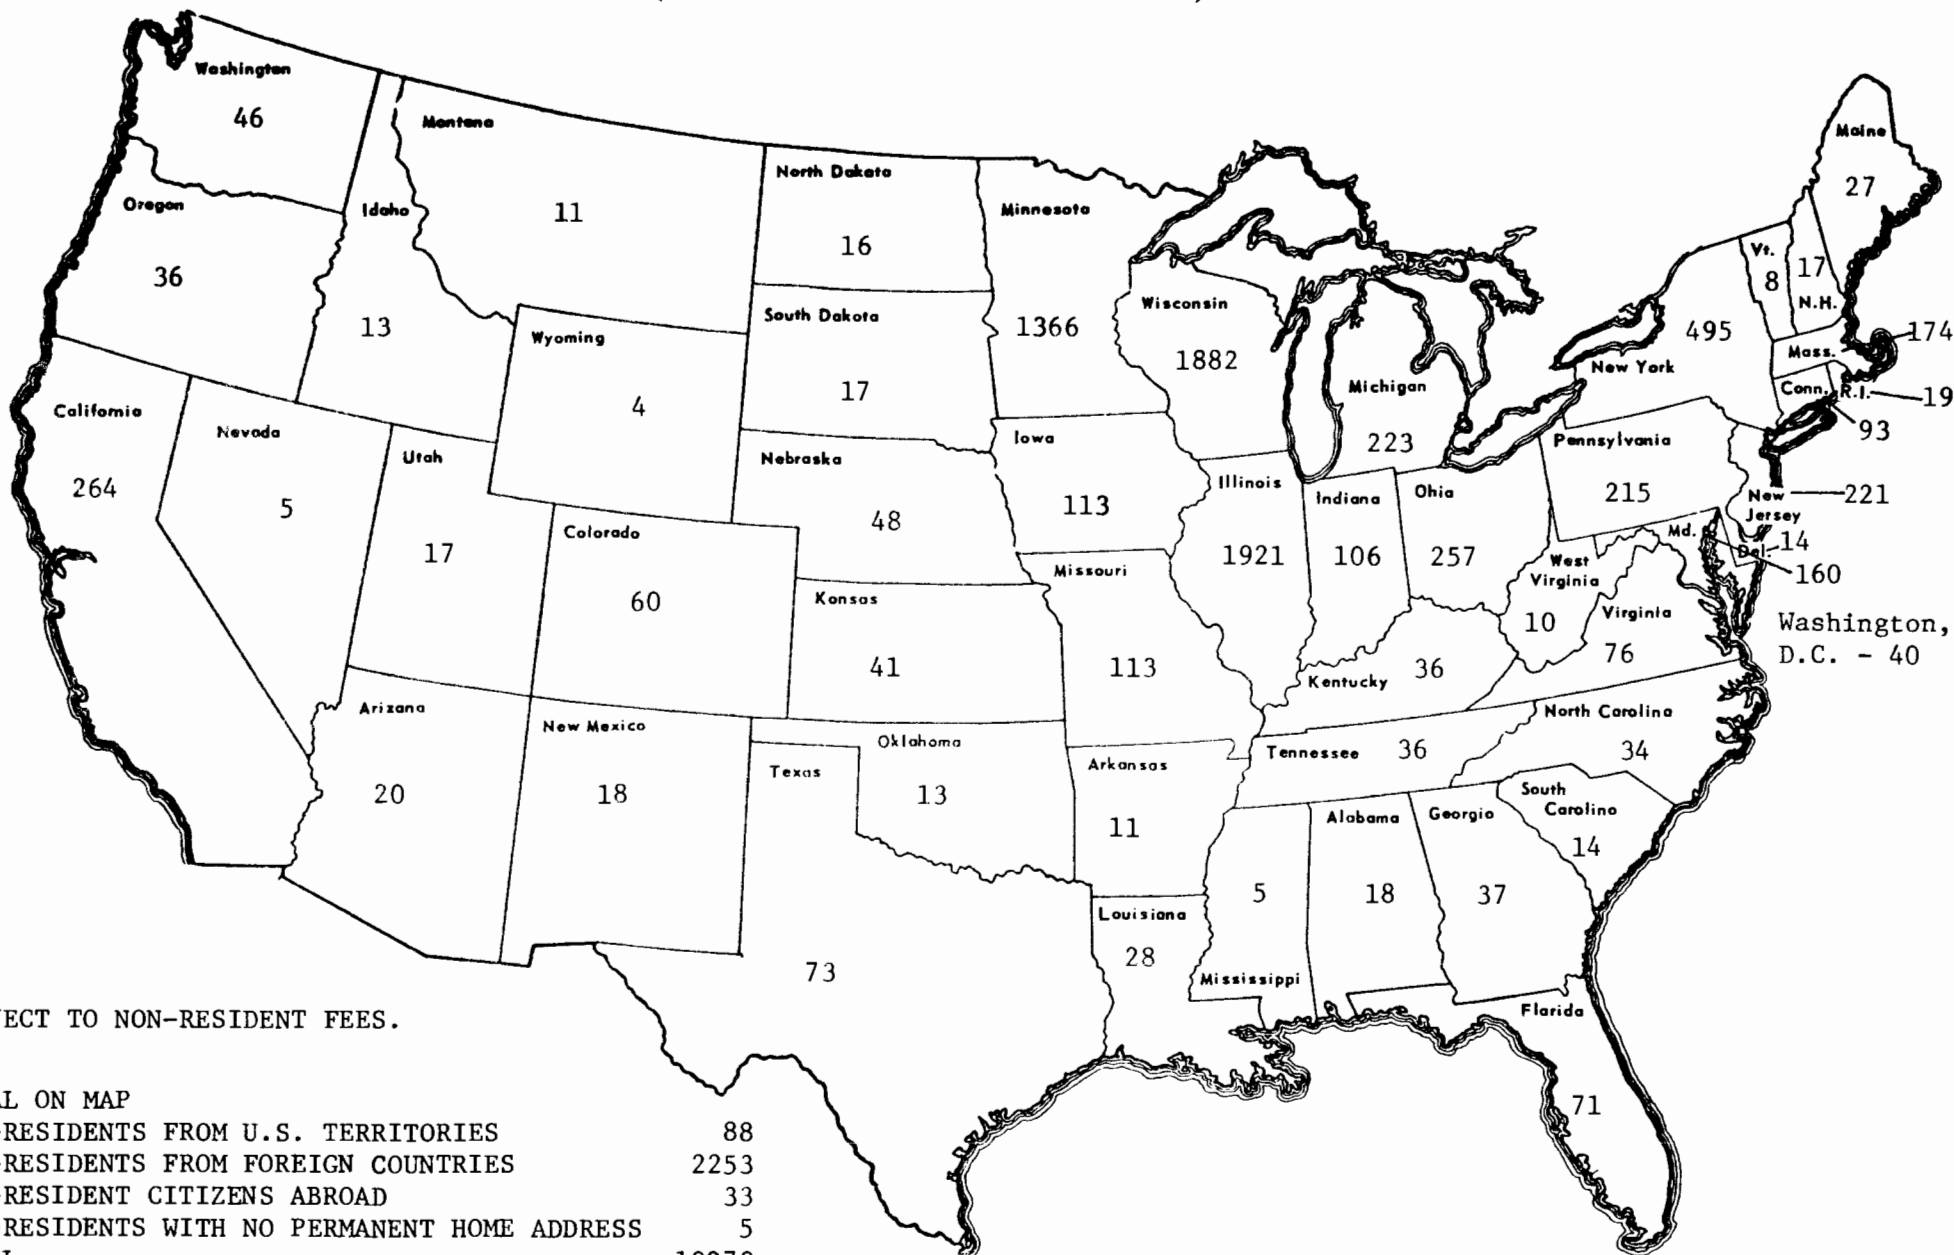 Washington
46
Montana
11
North Dakota
16
Minnesota
1366
Maine
27
Oregon
36
Idaho
13
Vt.
8
17
N.H.
South Dakota
17
Wyoming
4
Wisconsin
1882
Michigan
223
New York
495
Mass.
174
Conn.
R.I.
19
93
California
264
Nevada
5
Utah
17
Colorado
60
Nebraska
48
Iowa
113
Illinois
1921
Indiana
106
Ohio
257
Pennsylvania
215
New
Jersey
221
Md.
Del.
14
160
West
Virginia
10
Virginia
76
Washington,
D.C. - 40
Kansas
41
Missouri
113
Kentucky
36
Arizona
20
New Mexico
18
Texas
73
Oklahoma
13
Arkansas
11
Tennessee
36
North Carolina
34
South
Carolina
14
Alabama
18
Georgia
37
Mississippi
5
Louisiana
28
Florida
71
TO NON-RESIDENT FEES.
ON MAP
RESIDENTS FROM U.S. TERRITORIES 88
RESIDENTS FROM FOREIGN COUNTRIES 2253
RESIDENT CITIZENS ABROAD 33
RESIDENTS WITH NO PERMANENT HOME ADDRESS 5